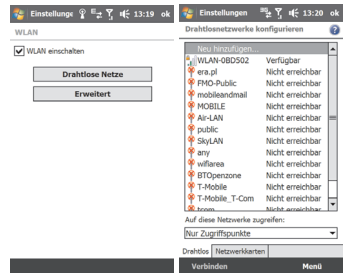 Einstellunge 13:19 ok
WLAN
WLAN einschalten
Drahtlose Netze
Erweitert
Einstellungen 13:20 ok
Drahtlosnetzwerke konfigurieren
Neu hinzufügen...
WLAN-0BD502 Verfügbar
era.pl Nicht erreichbar
FMO-Public Nicht erreichbar
mobileandmail Nicht erreichbar
MOBILE Nicht erreichbar
Air-LAN Nicht erreichbar
public Nicht erreichbar
SkyLAN Nicht erreichbar
any Nicht erreichbar
wifiarea Nicht erreichbar
BTOpenzone Nicht erreichbar
T-Mobile Nicht erreichbar
T-Mobile_T-Com Nicht erreichbar
tcom Nicht erreichbar
Auf diese Netzwerke zugreifen:
Nur Zugriffspunkte
Drahtlos Netzwerkkarten
Verbinden Menü